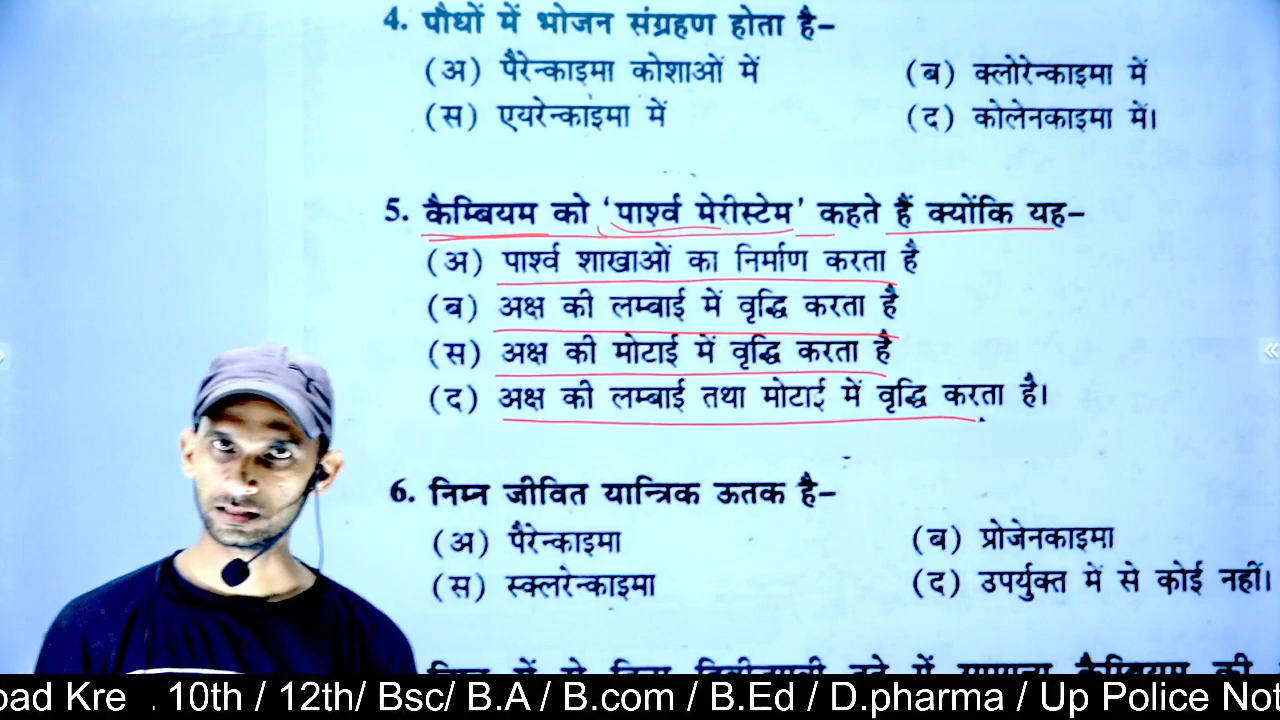 4. पौधों में भोजन संग्रहण होता है-
(अ) पैरेन्काइमा कोशाओं में (ब) क्लोरेन्काइमा में
(स) एयरेन्काइमा में (द) कोलेनकाइमा में।
5. कैम्बियम को 'पार्श्व मेरीस्टेम' कहते हैं क्योंकि यह-
(अ) पार्श्व शाखाओं का निर्माण करता है
(ब) अक्ष की लम्बाई में वृद्धि करता है
(स) अक्ष की मोटाई में वृद्धि करता है
(द) अक्ष की लम्बाई तथा मोटाई में वृद्धि करता है।
6. निम्न जीवित यान्त्रिक ऊतक है-
(अ) पैरेन्काइमा (ब) प्रोजेनकाइमा
(स) स्क्लरेन्काइमा (द) उपर्युक्त में से कोई नहीं।
oad Kre . 10th / 12th/ Bsc/ B.A / B.com / B.Ed / D.pharma / Up Police Not